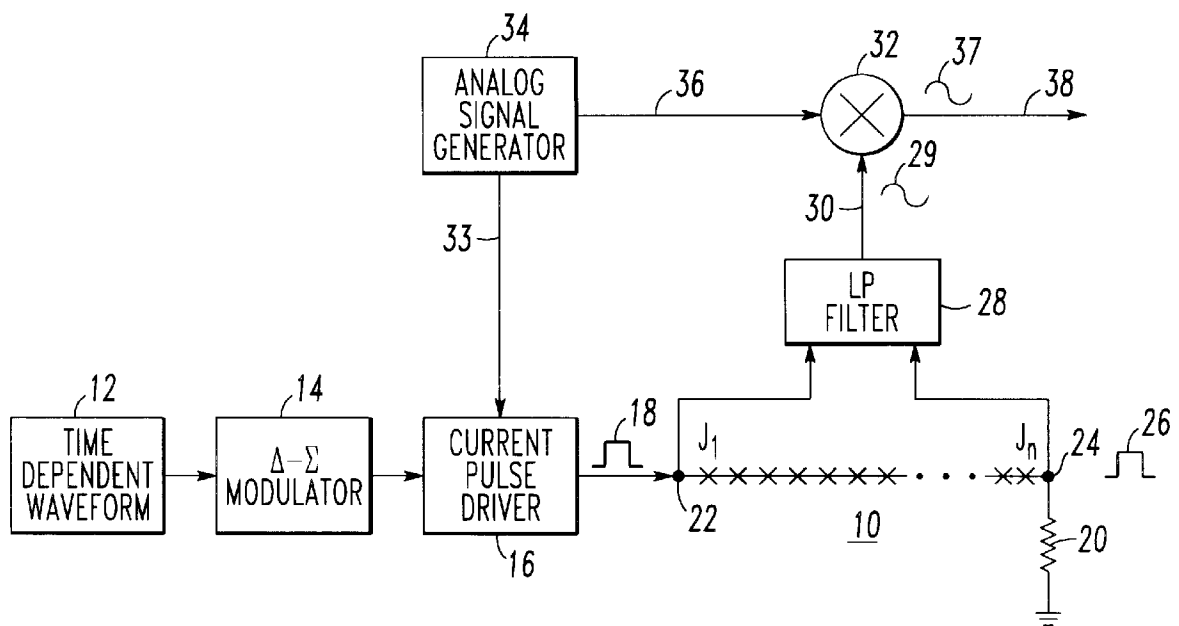 34
ANALOG
SIGNAL
GENERATOR
36
32
37
38
29
30
33
LP
FILTER
28
12
TIME
DEPENDENT
WAVEFORM
14
Δ-Σ
MODULATOR
CURRENT
PULSE
DRIVER
16
18
J1
Jn
24
26
22
10
20